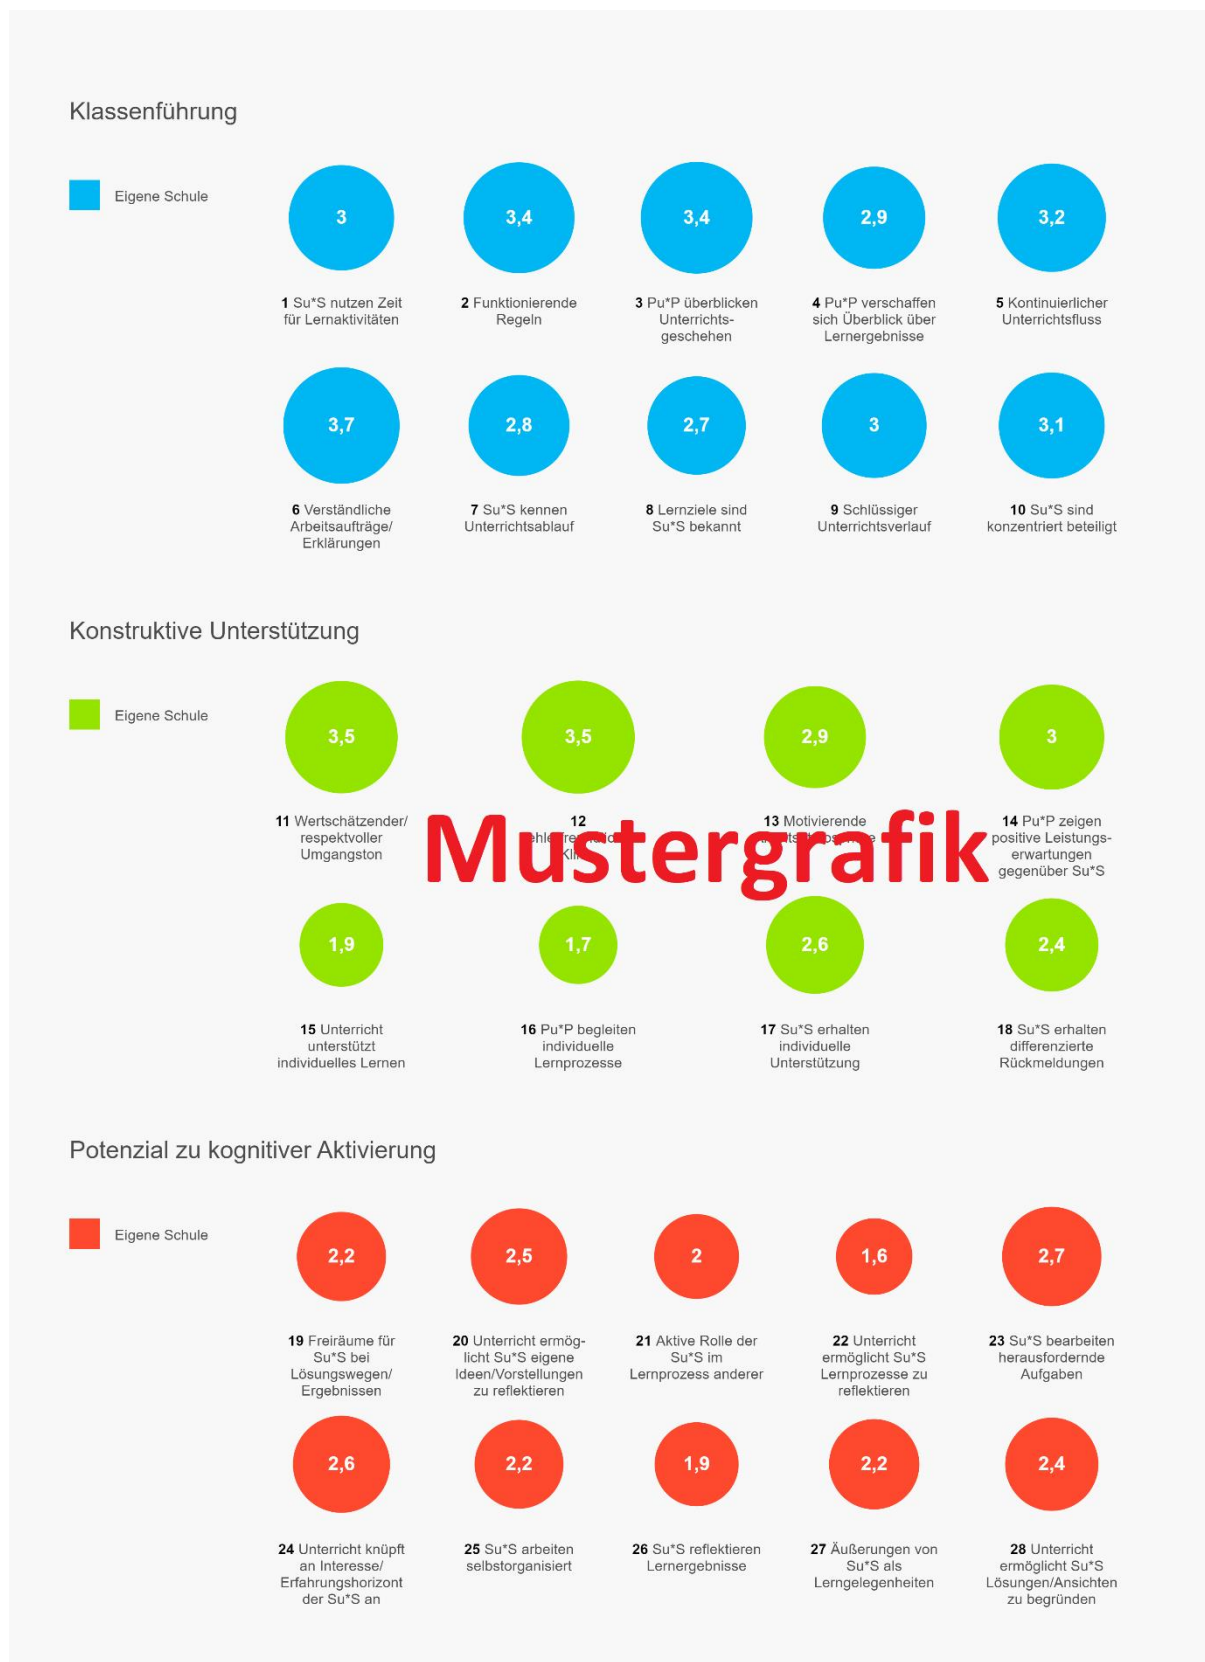 Klassenführung
Eigene Schule
3
3,4
3,4
2,9
3,2
1 Su*S nutzen Zeit
für Lernaktivitäten
2 Funktionierende
Regeln
3 Pu*P überblicken
Unterrichts-
geschehen
4 Pu*P verschaffen
sich Überblick über
Lernergebnisse
5 Kontinuierlicher
Unterrichtsfluss
3,7
2,8
2,7
3
3,1
6 Verständliche
Arbeitsaufträge/
Erklärungen
7 Su*S kennen
Unterrichtsablauf
8 Lernziele sind
Su*S bekannt
9 Schlüssiger
Unterrichtsverlauf
10 Su*S sind
konzentriert beteiligt
Konstruktive Unterstützung
Eigene Schule
3,5
3,5
2,9
3
11 Wertschätzender/
respektvoller
Umgangston
12
13 Motivierende
14 Pu*P zeigen
positive Leistungs-
erwartungen
gegenüber Su*S
Mustergrafik
1,9
1,7
2,6
2,4
15 Unterricht
unterstützt
individuelles Lernen
16 Pu*P begleiten
individuelle
Lernprozesse
17 Su*S erhalten
individuelle
Unterstützung
18 Su*S erhalten
differenzierte
Rückmeldungen
Potenzial zu kognitiver Aktivierung
Eigene Schule
2,2
2,5
2
1,6
2,7
19 Freiräume für
Su*S bei
Lösungswegen/
Ergebnissen
20 Unterricht ermög-
licht Su*S eigene
Ideen/Vorstellungen
zu reflektieren
21 Aktive Rolle der
Su*S im
Lernprozess anderer
22 Unterricht
ermöglicht Su*S
Lernprozesse zu
reflektieren
23 Su*S bearbeiten
herausfordernde
Aufgaben
2,6
2,2
1,9
2,2
2,4
24 Unterricht knüpft
an Interesse/
Erfahrungshorizont
der Su*S an
25 Su*S arbeiten
selbstorganisiert
26 Su*S reflektieren
Lernergebnisse
27 Äußerungen von
Su*S als
Lerngelegenheiten
28 Unterricht
ermöglicht Su*S
Lösungen/Ansichten
zu begründen